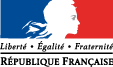 Liberté • Égalité • Fraternité
RÉPUBLIQUE FRANÇAISE